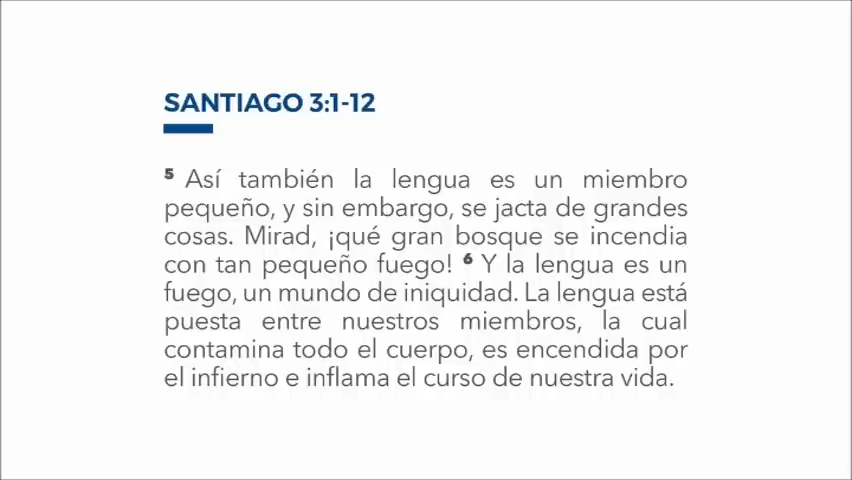 SANTIAGO 3:1-12
5 Así también la lengua es un miembro
pequeño, y sin embargo, se jacta de grandes
cosas. Mirad, ¡qué gran bosque se incendia
con tan pequeño fuego! 6 Y la lengua es un
fuego, un mundo de iniquidad. La lengua está
puesta entre nuestros miembros, la cual
contamina todo el cuerpo, es encendida por
el infierno e inflama el curso de nuestra vida.